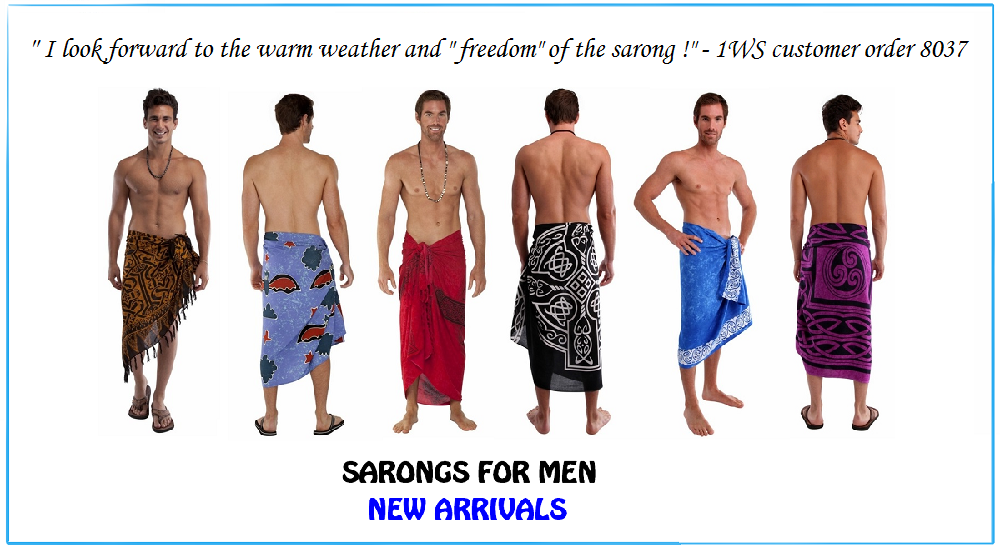 " I look forward to the warm weather and " freedom" of the sarong !" - 1WS customer order 8037
SARONGS FOR MEN
NEW ARRIVALS